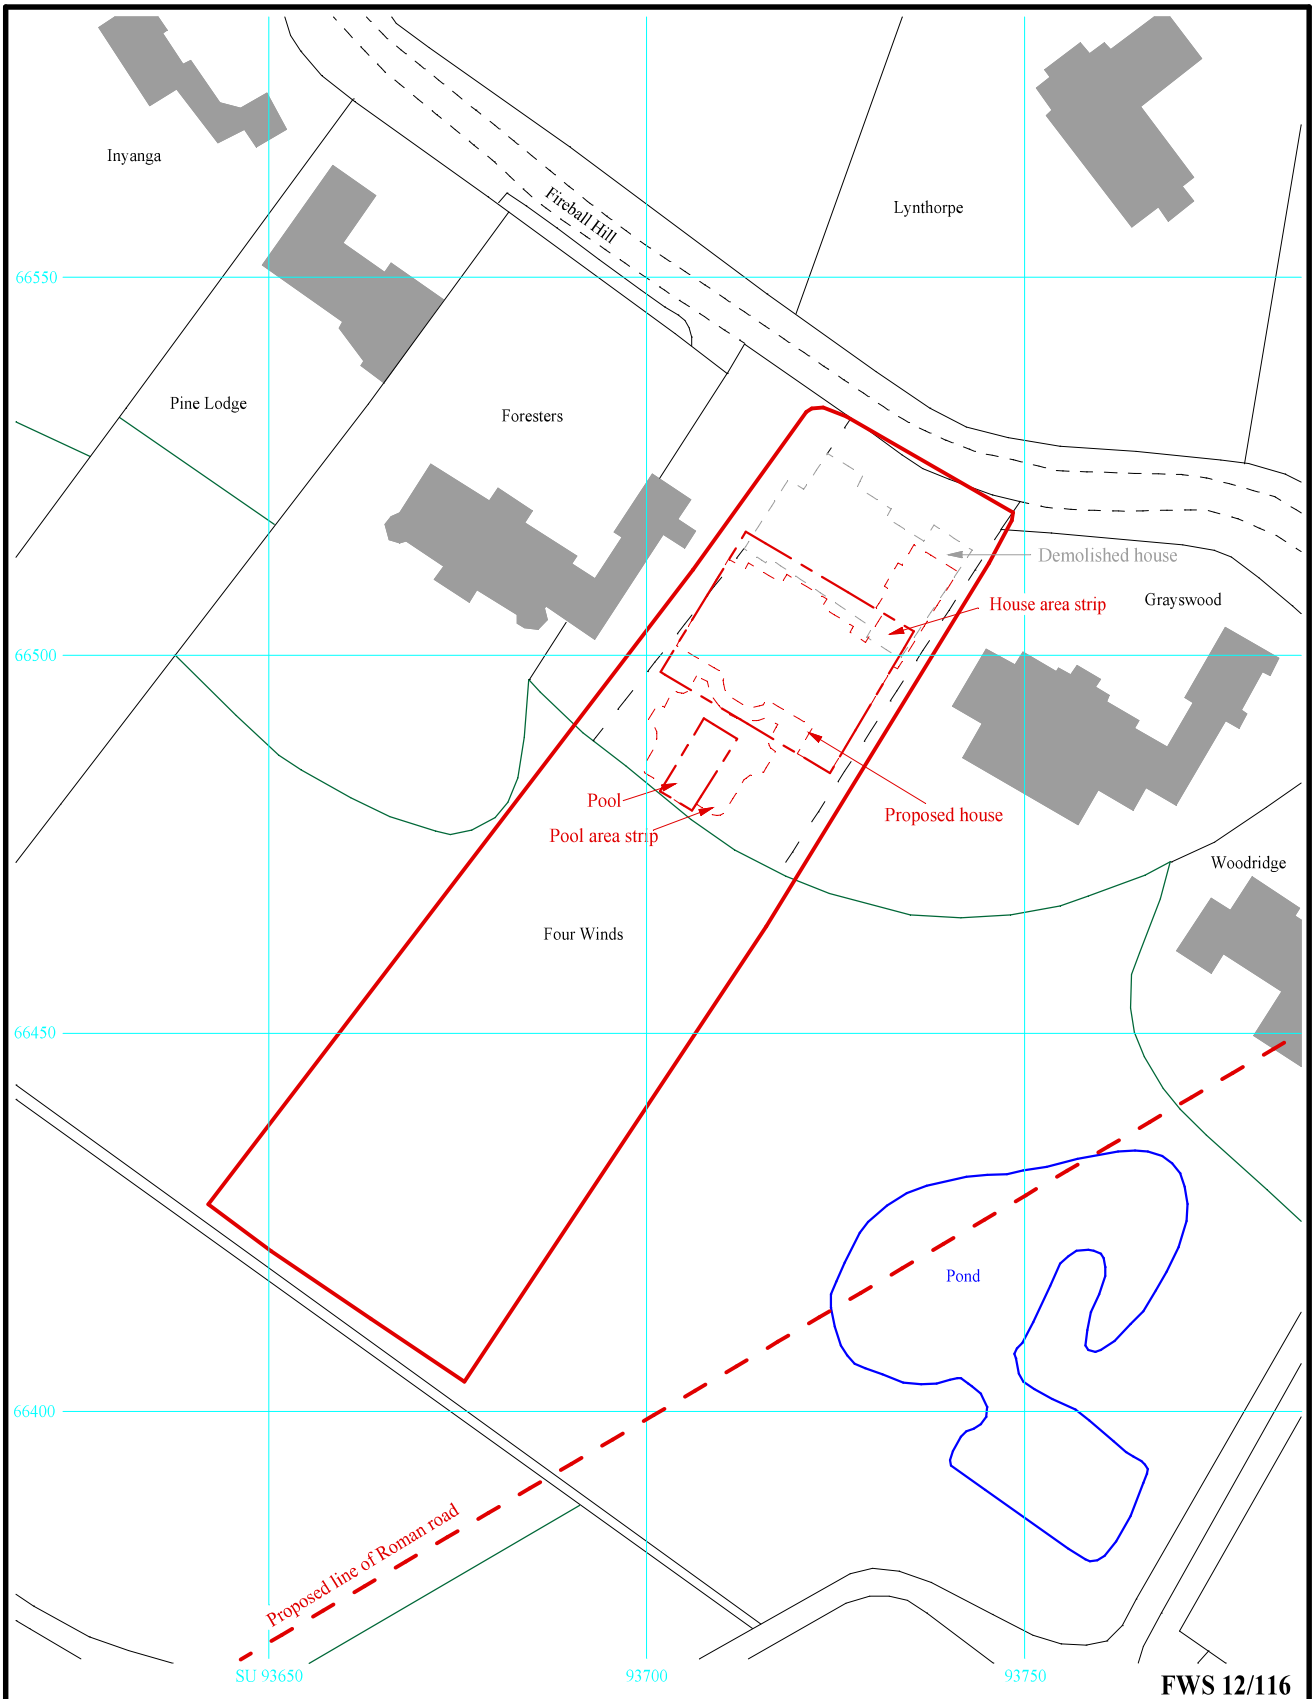 Inyanga
Fireball Hill
Lynthorpe
66550
Pine Lodge
Foresters
Demolished house
Grayswood
House area strip
66500
Pool
Proposed house
Pool area strip
Woodridge
Four Winds
66450
Pond
66400
Proposed line of Roman road
SU 93650
93700
93750
FWS 12/116